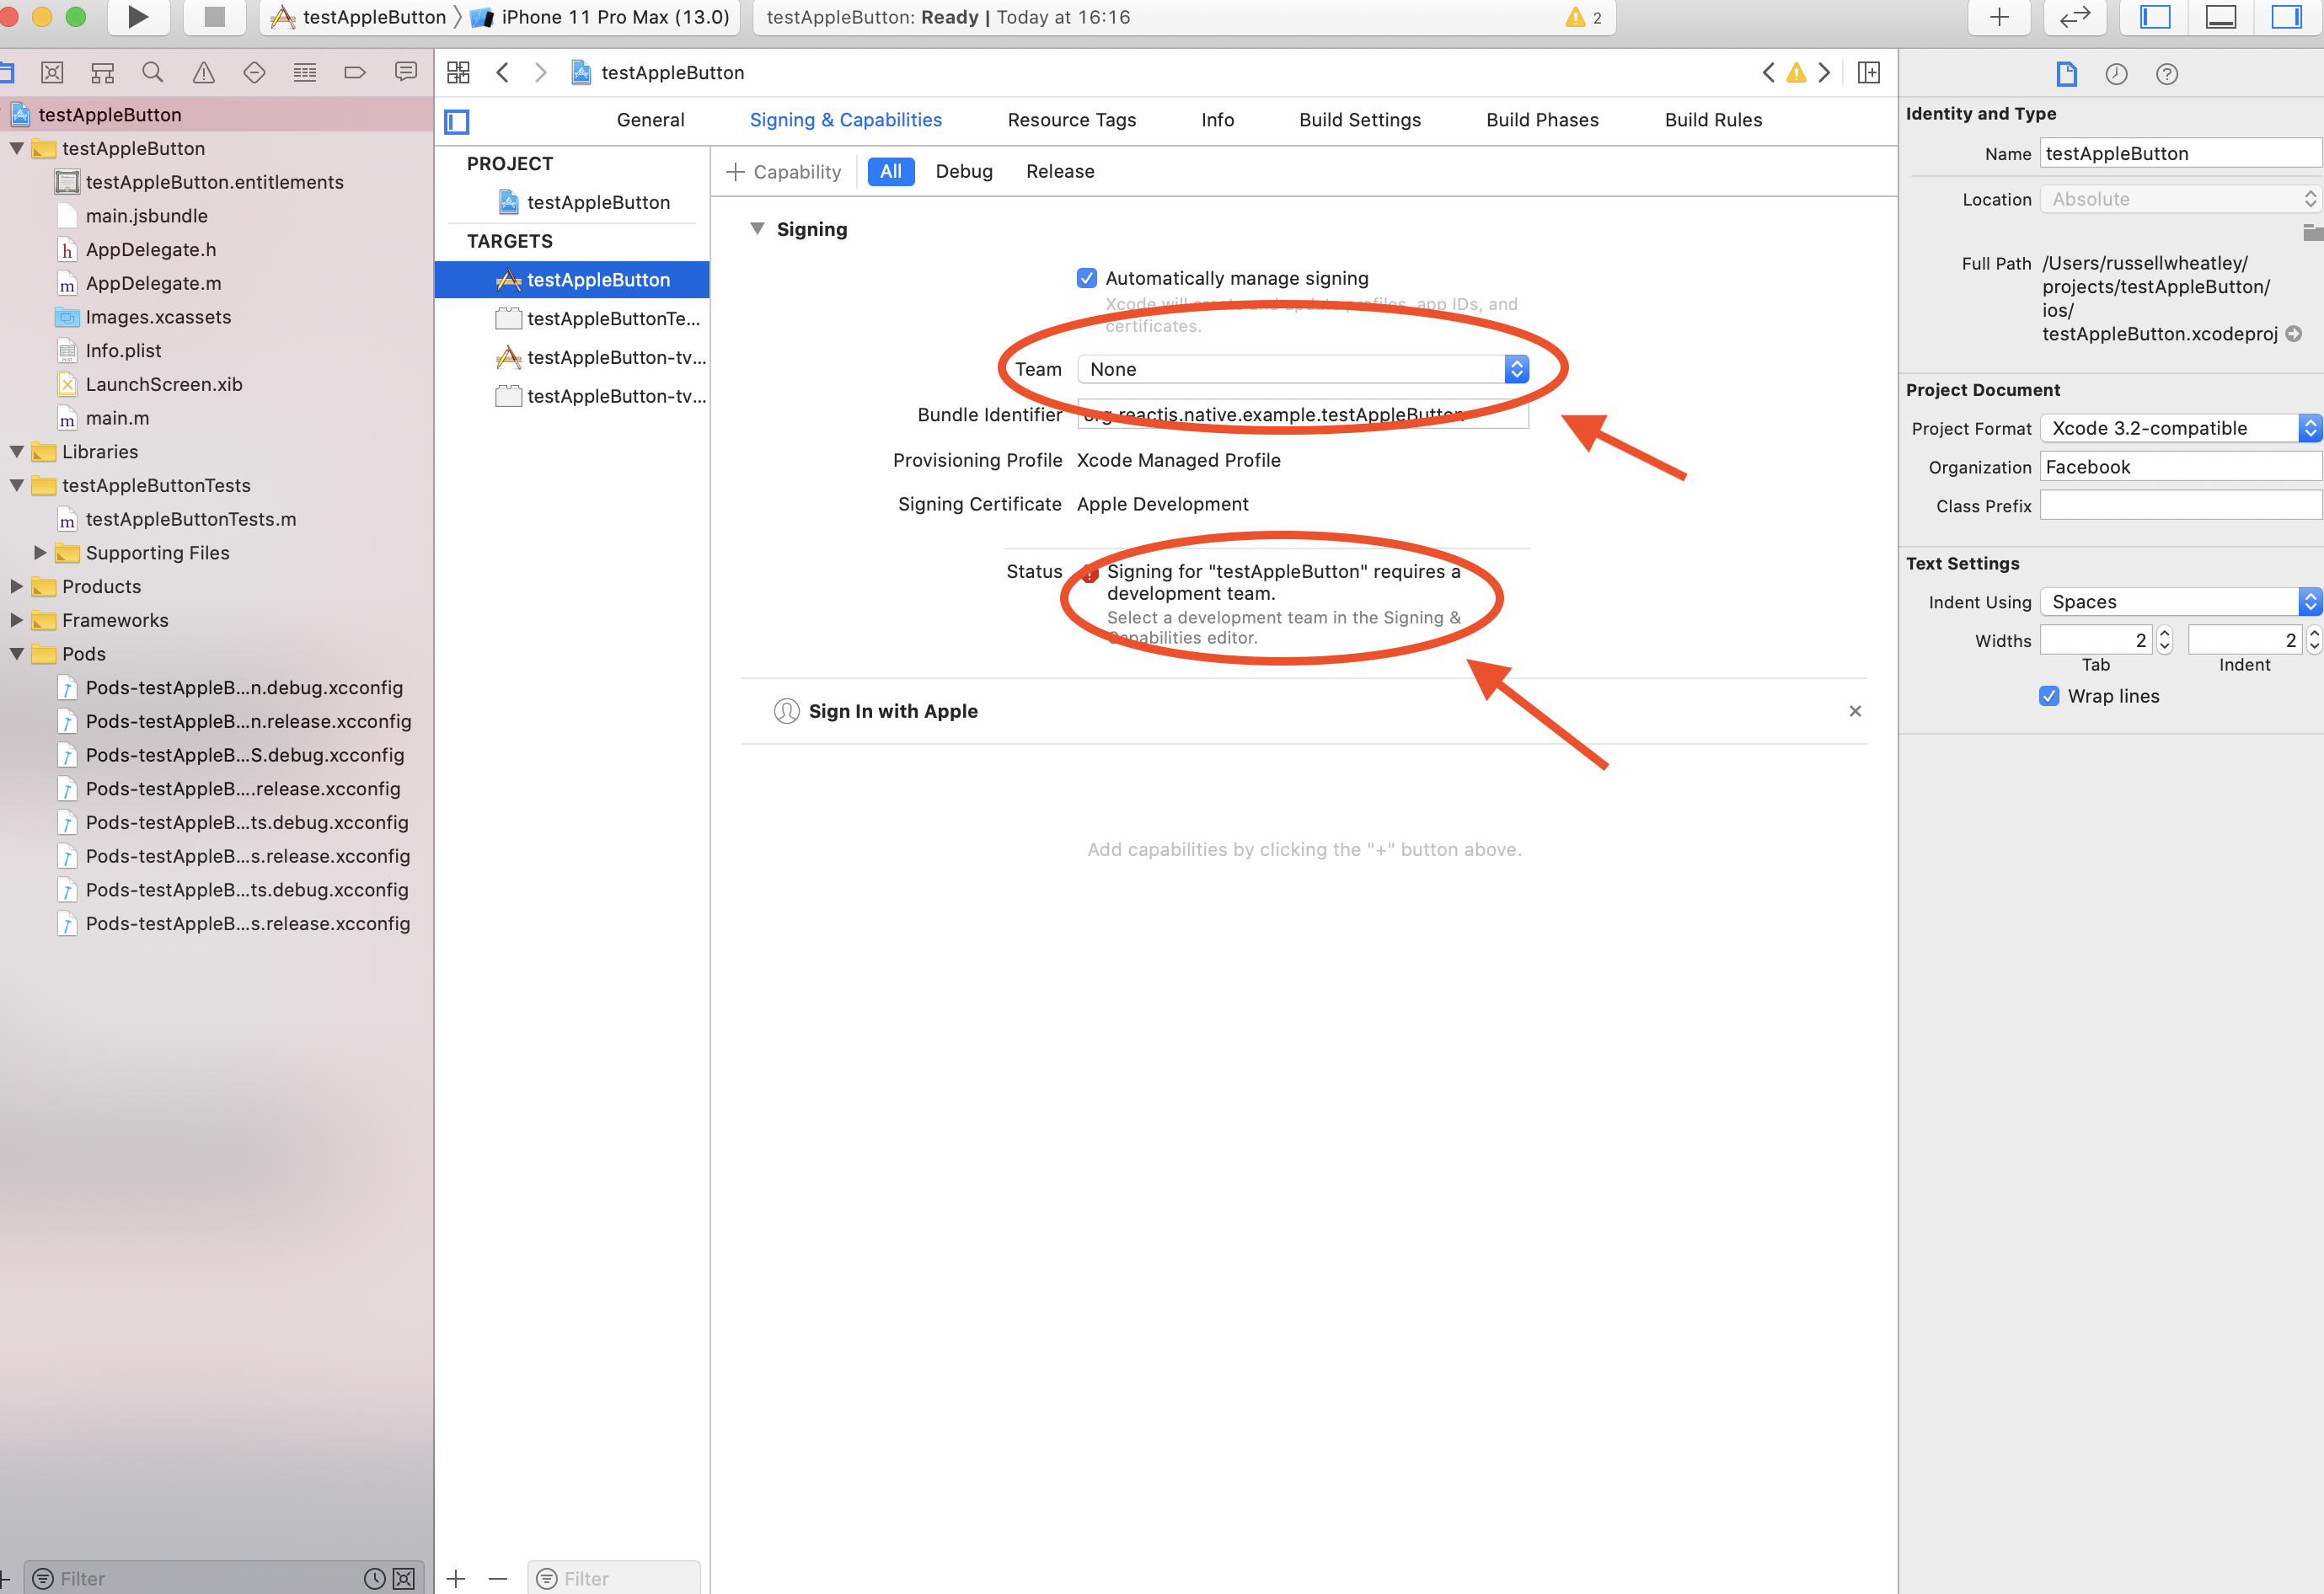 testAppleButton
iPhone 11 Pro Max (13.0)
testAppleButton: Ready | Today at 16:16
2
testAppleButton
testAppleButton
testAppleButton.entitlements
main.jsbundle
AppDelegate.h
AppDelegate.m
Images.xcassets
Info.plist
LaunchScreen.xib
main.m
Libraries
testAppleButtonTests
testAppleButtonTests.m
Supporting Files
Products
Frameworks
Pods
Pods-testAppleB...n.debug.xcconfig
Pods-testAppleB...n.release.xcconfig
Pods-testAppleB...S.debug.xcconfig
Pods-testAppleB....release.xcconfig
Pods-testAppleB...ts.debug.xcconfig
Pods-testAppleB...s.release.xcconfig
Pods-testAppleB...ts.debug.xcconfig
Pods-testAppleB...s.release.xcconfig
Filter
testAppleButton
General Signing & Capabilities Resource Tags Info Build Settings Build Phases Build Rules
PROJECT
testAppleButton
TARGETS
testAppleButton
testAppleButtonTe...
testAppleButton-tv...
testAppleButton-tv...
Filter
+ Capability All Debug Release
Signing
Automatically manage signing
Xcode will create and update profiles, app IDs, and
certificates.
Team None
Bundle Identifier org.reactjs.native.example.testAppleButton
Provisioning Profile Xcode Managed Profile
Signing Certificate Apple Development
Status Signing for "testAppleButton" requires a
development team.
Select a development team in the Signing &
Capabilities editor.
Sign In with Apple
Add capabilities by clicking the "+" button above.
Identity and Type
Name testAppleButton
Location Absolute
Full Path /Users/russellwheatley/
projects/testAppleButton/
ios/
testAppleButton.xcodeproj
Project Document
Project Format Xcode 3.2-compatible
Organization Facebook
Class Prefix
Text Settings
Indent Using Spaces
Widths 2 2
Tab Indent
Wrap lines